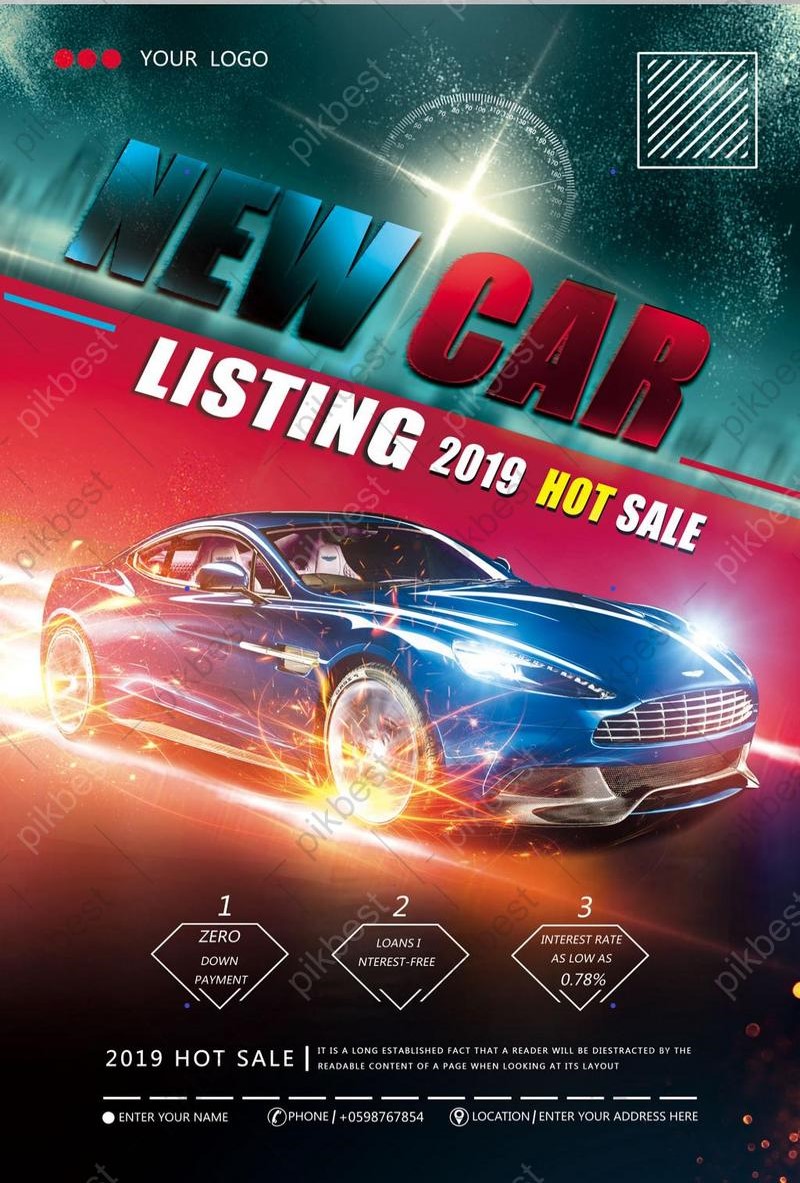 YOUR LOGO
NEW CAR
LISTING 2019 HOT SALE
1
ZERO
DOWN
PAYMENT
2
LOANS I
NTEREST-FREE
3
INTEREST RATE
AS LOW AS
0.78%
2019 HOT SALE
IT IS A LONG ESTABLISHED FACT THAT A READER WILL BE DIESTRACTED BY THE
READABLE CONTENT OF A PAGE WHEN LOOKING AT ITS LAYOUT
ENTER YOUR NAME
PHONE / +0598767854
LOCATION / ENTER YOUR ADDRESS HERE
pikbest